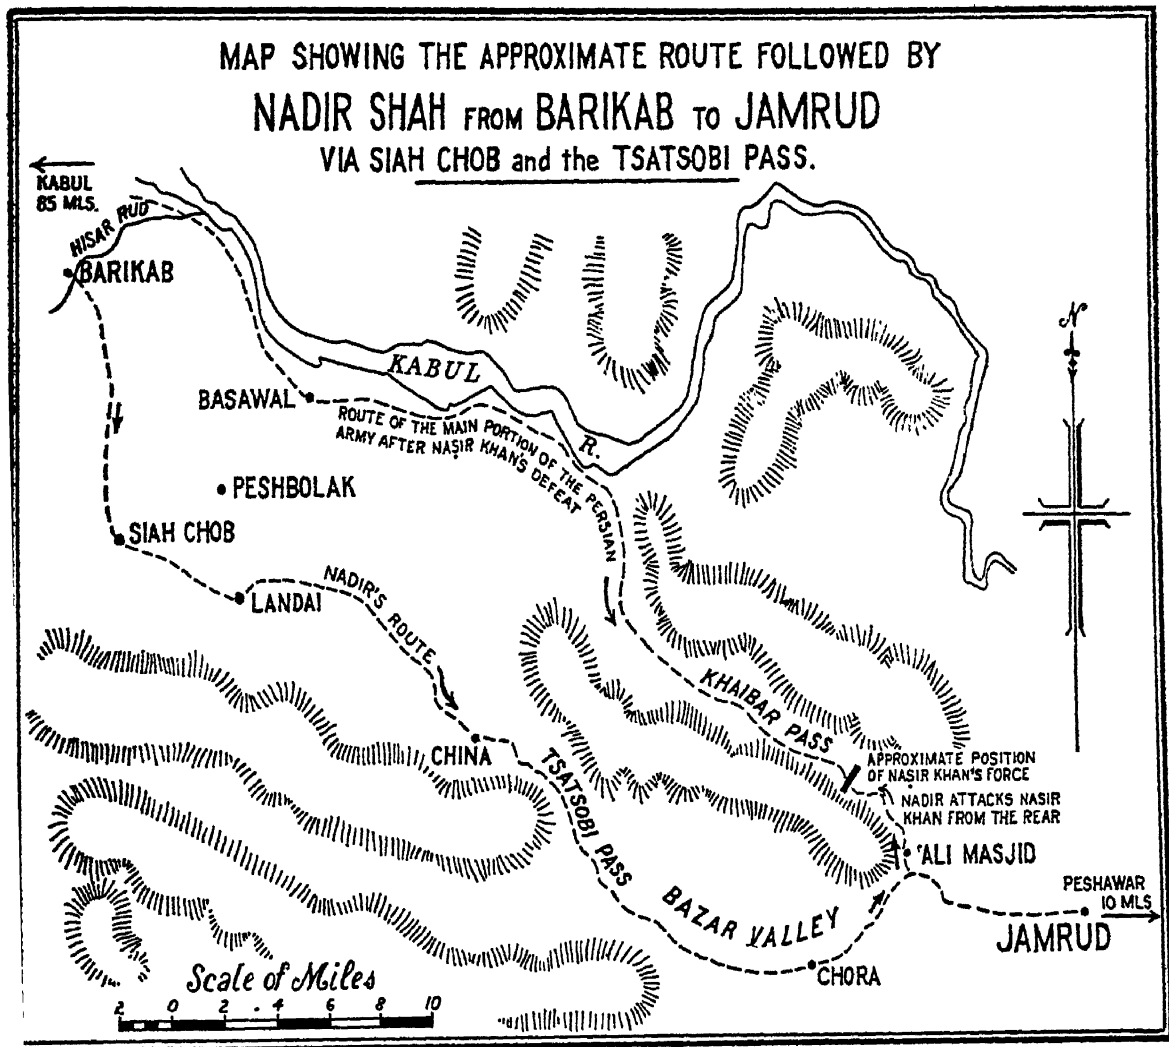 MAP SHOWING THE APPROXIMATE ROUTE FOLLOWED BY
NADIR SHAH FROM BARIKAB TO JAMRUD
VIA SIAH CHOB and the TSATSOBI PASS.
KABUL
85 MLS.
HISAR RUD
BARIKAB
N
KABUL
R.
BASAWAL
ROUTE OF THE MAIN PORTION OF THE PERSIAN
ARMY AFTER NAṢIR KHAN'S DEFEAT
PESHBOLAK
SIAH CHOB
LANDAI
NADIR'S ROUTE
KHAIBAR PASS
CHINA
TSATSOBI PASS
APPROXIMATE POSITION
OF NASIR KHAN'S FORCE
NADIR ATTACKS NASIR
KHAN FROM THE REAR
'ALI MASJID
PESHAWAR
10 MLS
JAMRUD
BAZAR VALLEY
CHORA
Scale of Miles
2 0 2 4 6 8 10